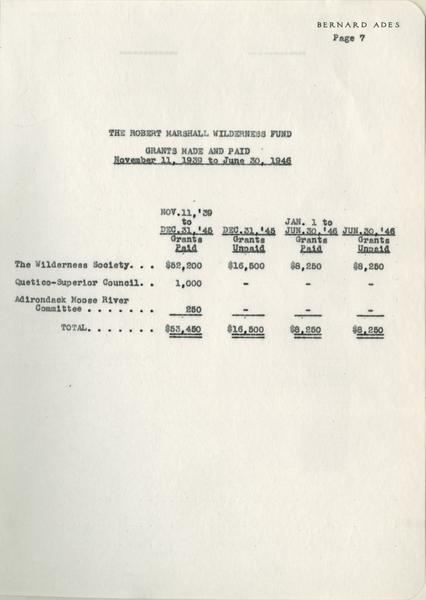 BERNARD ADES
Page 7
THE ROBERT MARSHALL WILDERNESS FUND
GRANTS MADE AND PAID
November 11, 1939 to June 30, 1946
NOV.11,'39
to JAN. 1 to
DEC.31,'45 DEC.31,'45 JUN.30,'46 JUN.30,'46
Grants Grants Grants Grants
Paid Unpaid Paid Unpaid
The Wilderness Society. . . $52,200 $16,500 $8,250 $8,250
Quetico-Superior Council. . 1,000 - - -
Adirondack Moose River
Committee . . . . . . . 250 - - -
TOTAL. . . . . . . $53,450 $16,500 $8,250 $8,250